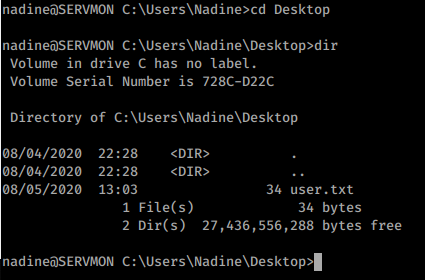 nadine@SERVMON C:\Users\Nadine>cd Desktop
nadine@SERVMON C:\Users\Nadine\Desktop>dir
 Volume in drive C has no label.
 Volume Serial Number is 728C-D22C
 Directory of C:\Users\Nadine\Desktop
08/04/2020  22:28    <DIR>          .
08/04/2020  22:28    <DIR>          ..
08/05/2020  13:03                34 user.txt
               1 File(s)             34 bytes
               2 Dir(s)  27,436,556,288 bytes free
nadine@SERVMON C:\Users\Nadine\Desktop>